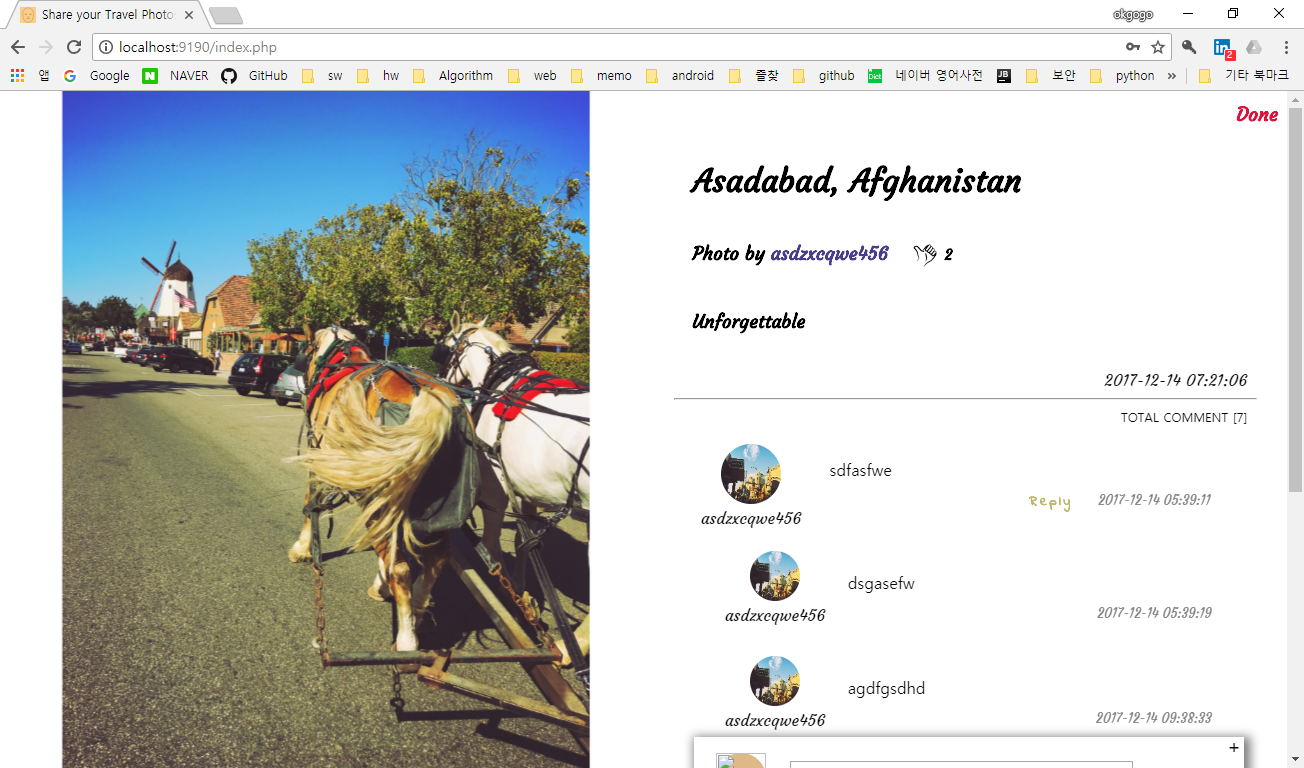 Share your Travel Photo
okgogo
localhost:9190/index.php
2
앱 Google NAVER GitHub sw hw Algorithm web memo android 즐찾 github Dict 네이버 영어사전 JB 보안 python » 기타 북마크
Done
Asadabad, Afghanistan
Photo by asdzxcqwe456 2
Unforgettable
2017-12-14 07:21:06
TOTAL COMMENT [7]
sdfasfwe
Reply 2017-12-14 05:39:11
asdzxcqwe456
dsgasefw
asdzxcqwe456 2017-12-14 05:39:19
agdfgsdhd
asdzxcqwe456 2017-12-14 09:38:33
+